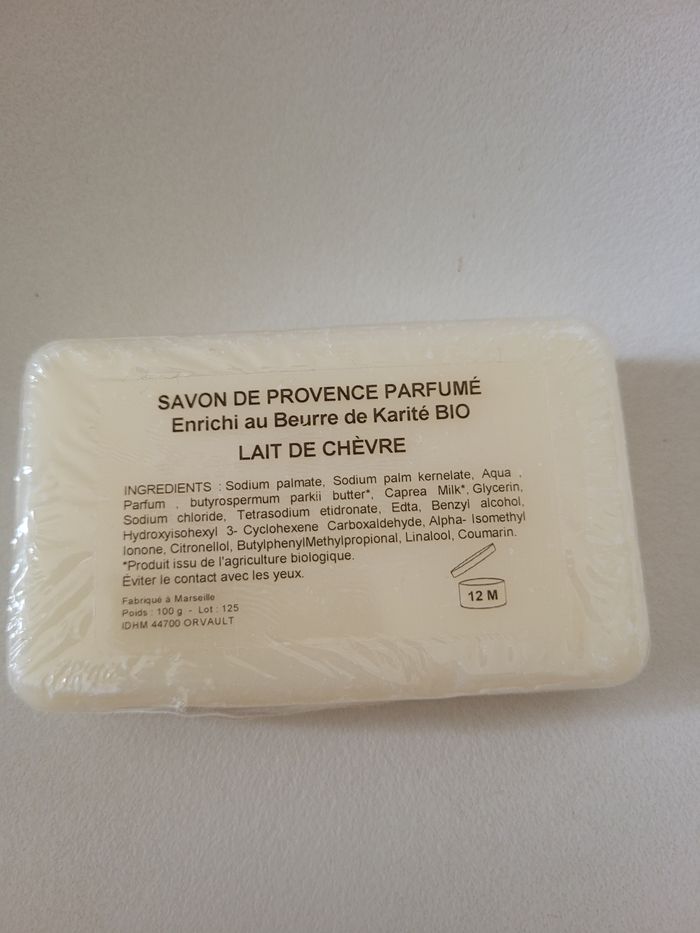 SAVON DE PROVENCE PARFUMÉ
Enrichi au Beurre de Karité BIO
LAIT DE CHÈVRE
INGREDIENTS : Sodium palmate, Sodium palm kernelate, Aqua ,
Parfum , butyrospermum parkii butter*, Caprea Milk*, Glycerin,
Sodium chloride, Tetrasodium etidronate, Edta, Benzyl alcohol,
Hydroxyisohexyl 3- Cyclohexene Carboxaldehyde, Alpha- Isomethyl
Ionone, Citronellol, ButylphenylMethylpropional, Linalool, Coumarin.
*Produit issu de l'agriculture biologique.
Éviter le contact avec les yeux.
Fabriqué à Marseille
Poids : 100 g - Lot : 125
IDHM 44700 ORVAULT
12 M